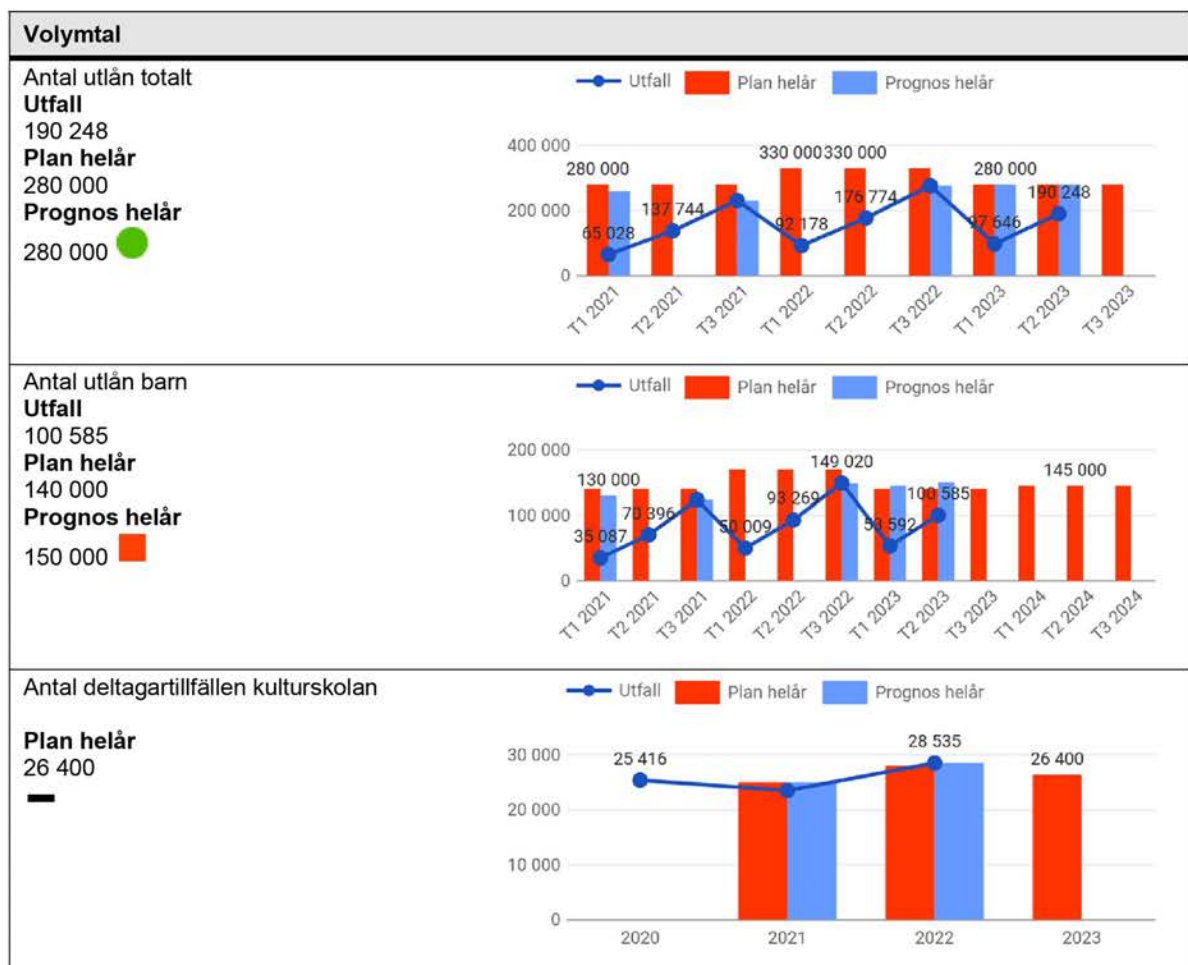 Volymtal
Antal utlån totalt
Utfall
190 248
Plan helår
280 000
Prognos helår
280 000
Utfall Plan helår Prognos helår
400 000
200 000
0
280 000 330 000 330 000 280 000
65 028 137 744 92 178 176 774 97 646 190 248
T1 2021 T2 2021 T3 2021 T1 2022 T2 2022 T3 2022 T1 2023 T2 2023 T3 2023
Antal utlån barn
Utfall
100 585
Plan helår
140 000
Prognos helår
150 000
Utfall Plan helår Prognos helår
200 000
100 000
0
130 000 149 020 145 000
35 087 70 396 50 009 93 269 53 592 100 585
T1 2021 T2 2021 T3 2021 T1 2022 T2 2022 T3 2022 T1 2023 T2 2023 T3 2023 T1 2024 T2 2024 T3 2024
Antal deltagartillfällen kulturskolan
Plan helår
26 400
Utfall Plan helår Prognos helår
30 000
20 000
10 000
0
25 416 28 535 26 400
2020 2021 2022 2023